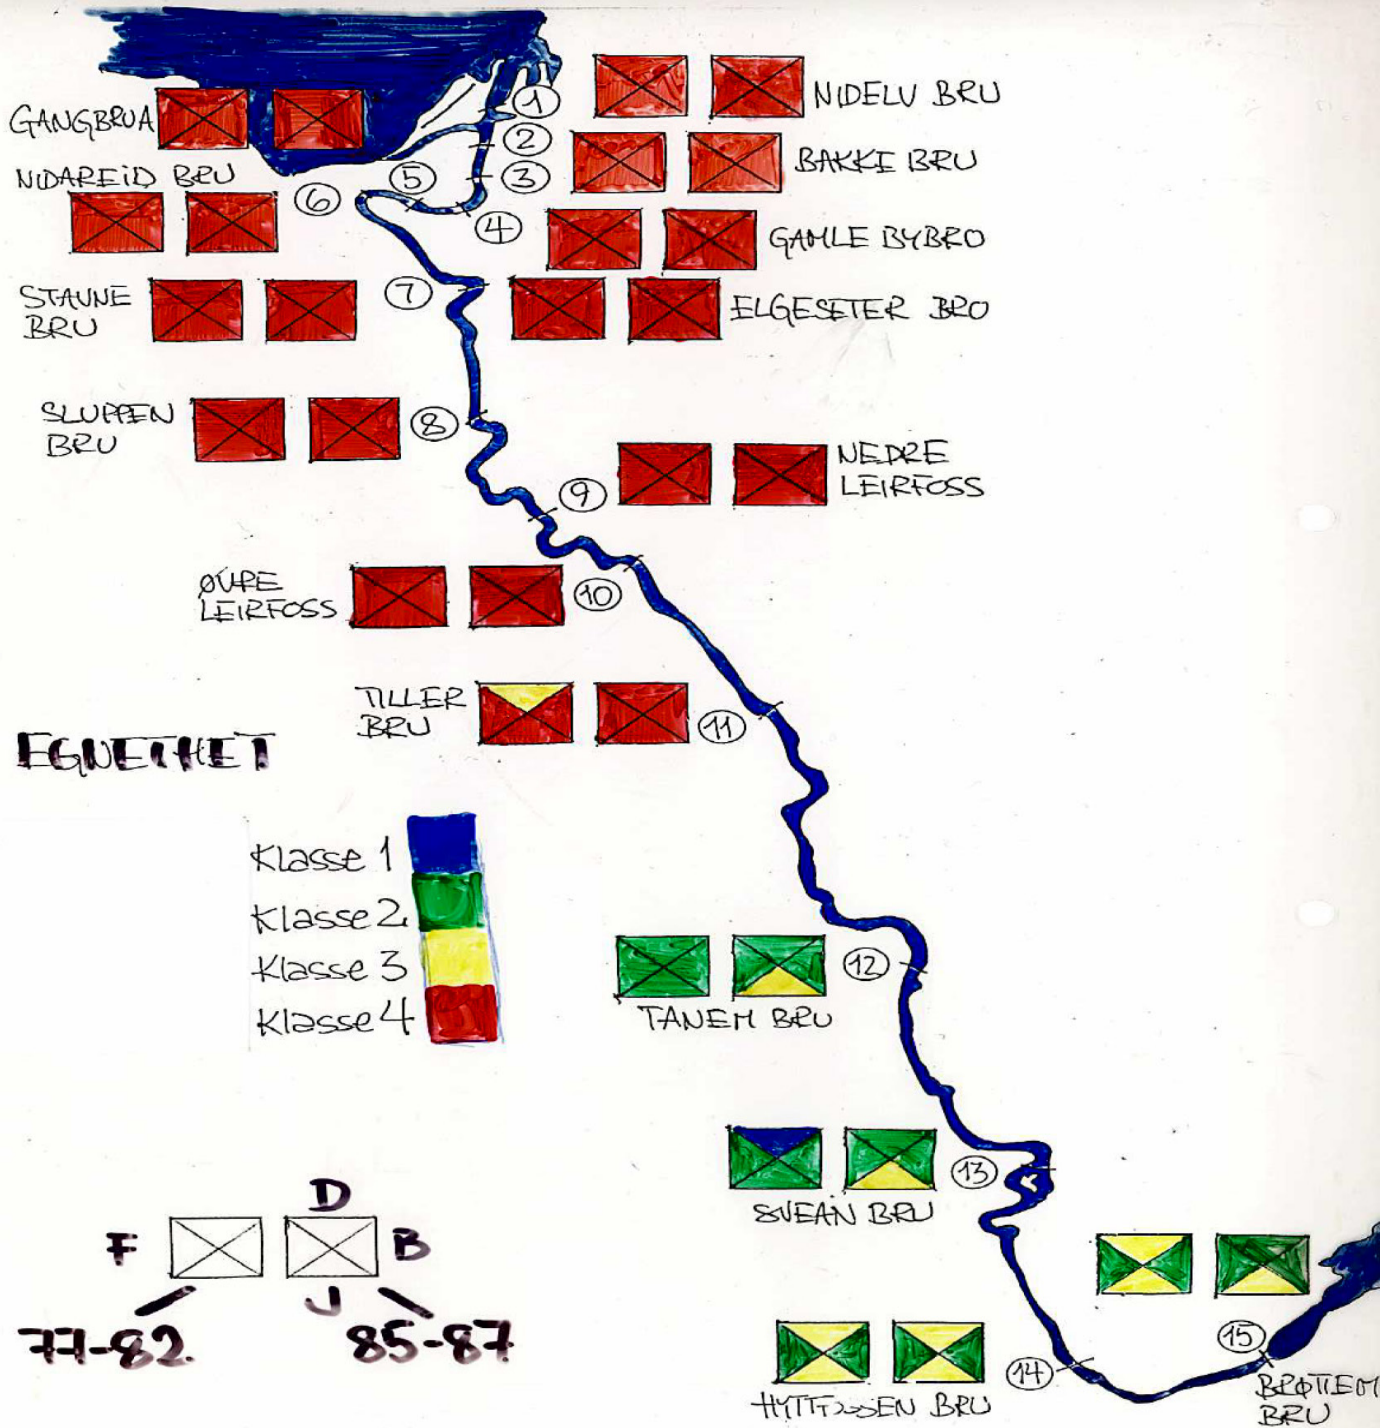 GANGBRUA
NIDAREID BRU
STAVNE
BRU
SLUPPEN
BRU
ØVRE
LEIRFOSS
TILLER
BRU
NIDELV BRU
BAKKE BRU
GAMLE BYBRO
ELGESETER BRO
NEDRE
LEIRFOSS
1
2
3
4
5
6
7
8
9
10
11
12
13
14
15
EGNETHET
Klasse 1
Klasse 2
Klasse 3
Klasse 4
TANEM BRU
SVEAN BRU
HYTTFOSSEN BRU
BRØTTEM
BRU
D
F B
J
77-82 85-87